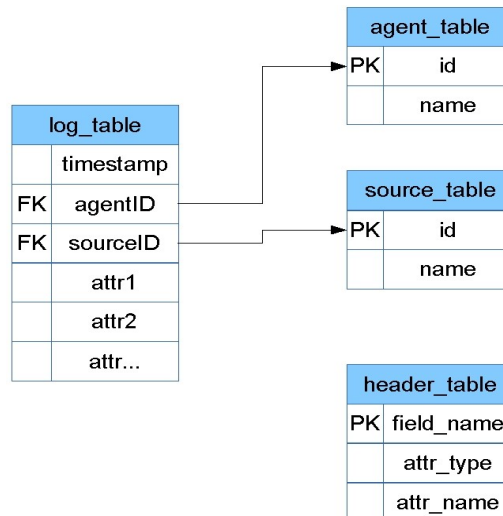 agent_table
PK id
name
log_table
timestamp
FK agentID
FK sourceID
attr1
attr2
attr...
source_table
PK id
name
header_table
PK field_name
attr_type
attr_name